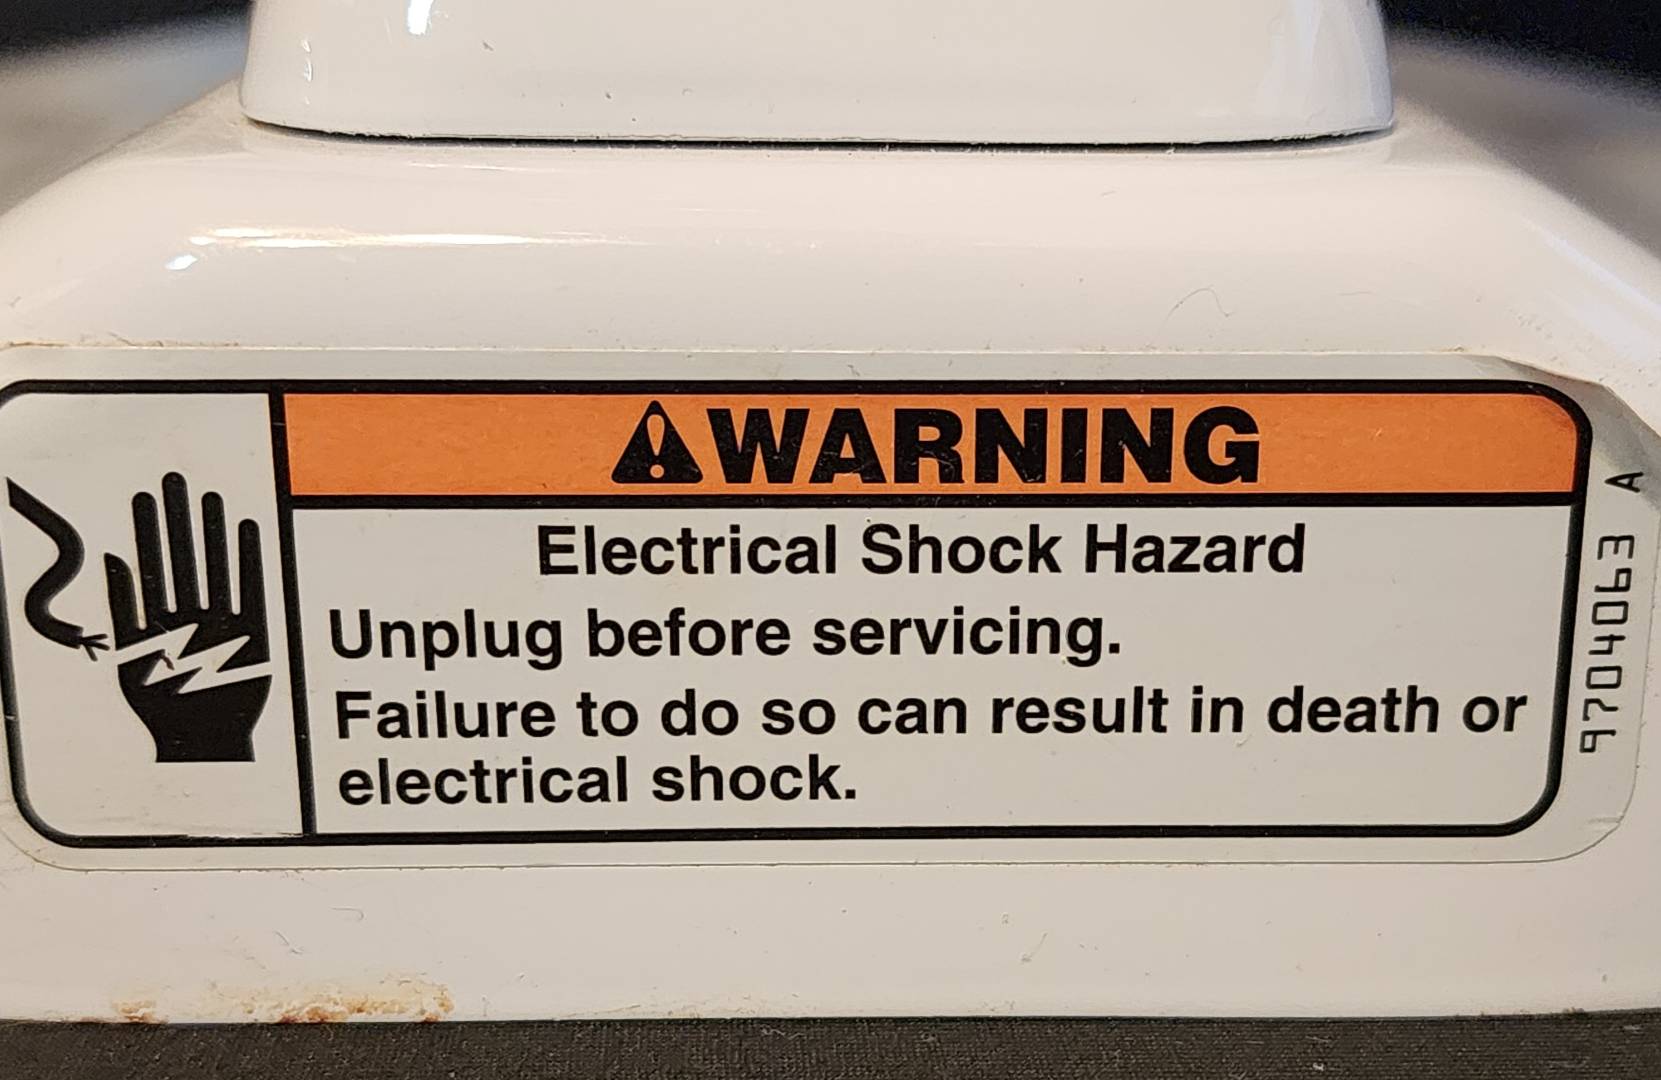 WARNING
Electrical Shock Hazard
Unplug before servicing.
Failure to do so can result in death or
electrical shock.
9704063 A